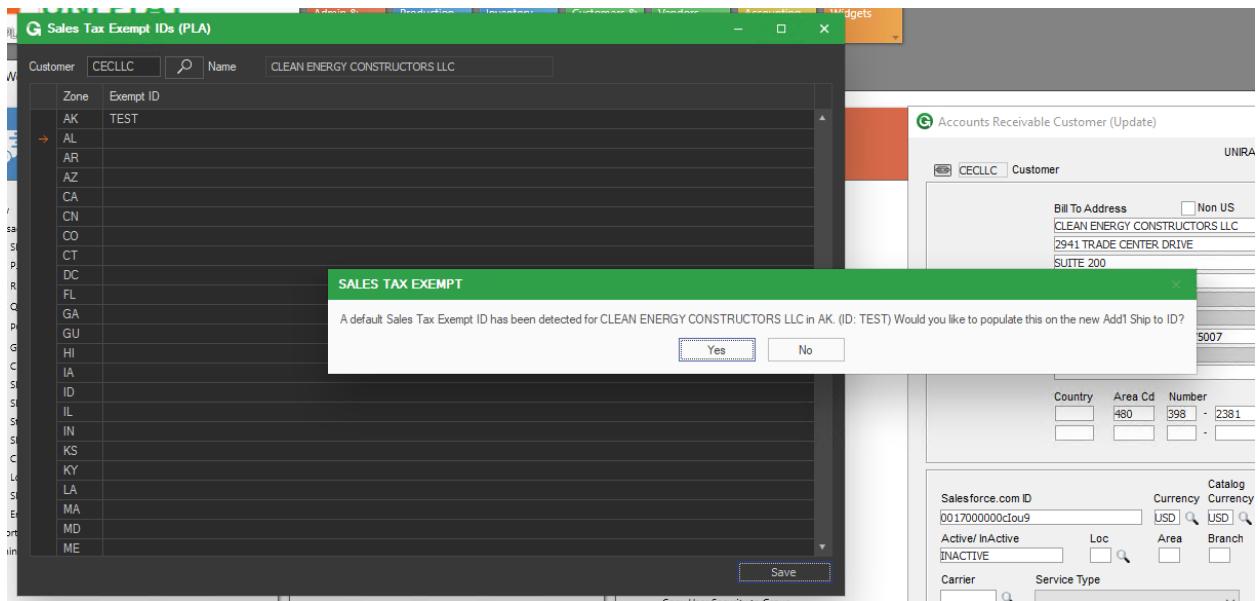 Admin &
Production
Inventory
Customers &
Vendors
Accounting
Widgets
Sales Tax Exempt IDs (PLA)
Customer CECLLC Name CLEAN ENERGY CONSTRUCTORS LLC
Zone Exempt ID
AK TEST
AL
AR
AZ
CA
CN
CO
CT
DC
FL
GA
GU
HI
IA
ID
IL
IN
KS
KY
LA
MA
MD
ME
Save
SALES TAX EXEMPT
A default Sales Tax Exempt ID has been detected for CLEAN ENERGY CONSTRUCTORS LLC in AK. (ID: TEST) Would you like to populate this on the new Add'l Ship to ID?
Yes No
Accounts Receivable Customer (Update)
UNIRA
CECLLC Customer
Bill To Address Non US
CLEAN ENERGY CONSTRUCTORS LLC
2941 TRADE CENTER DRIVE
SUITE 200
5007
Country Area Cd Number
480 398 - 2381
-
Catalog
Salesforce.com ID Currency Currency
0017000000cIou9 USD USD
Active/ InActive Loc Area Branch
INACTIVE
Carrier Service Type